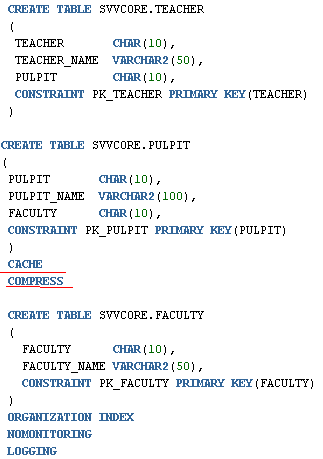 CREATE TABLE SVVCORE.TEACHER
(
TEACHER CHAR(10),
TEACHER_NAME VARCHAR2(50),
PULPIT CHAR(10),
CONSTRAINT PK_TEACHER PRIMARY KEY(TEACHER)
)
CREATE TABLE SVVCORE.PULPIT
(
PULPIT CHAR(10),
PULPIT_NAME VARCHAR2(100),
FACULTY CHAR(10),
CONSTRAINT PK_PULPIT PRIMARY KEY(PULPIT)
)
CACHE
COMPRESS
CREATE TABLE SVVCORE.FACULTY
(
FACULTY CHAR(10),
FACULTY_NAME VARCHAR2(50),
CONSTRAINT PK_FACULTY PRIMARY KEY(FACULTY)
)
ORGANIZATION INDEX
NOMONITORING
LOGGING